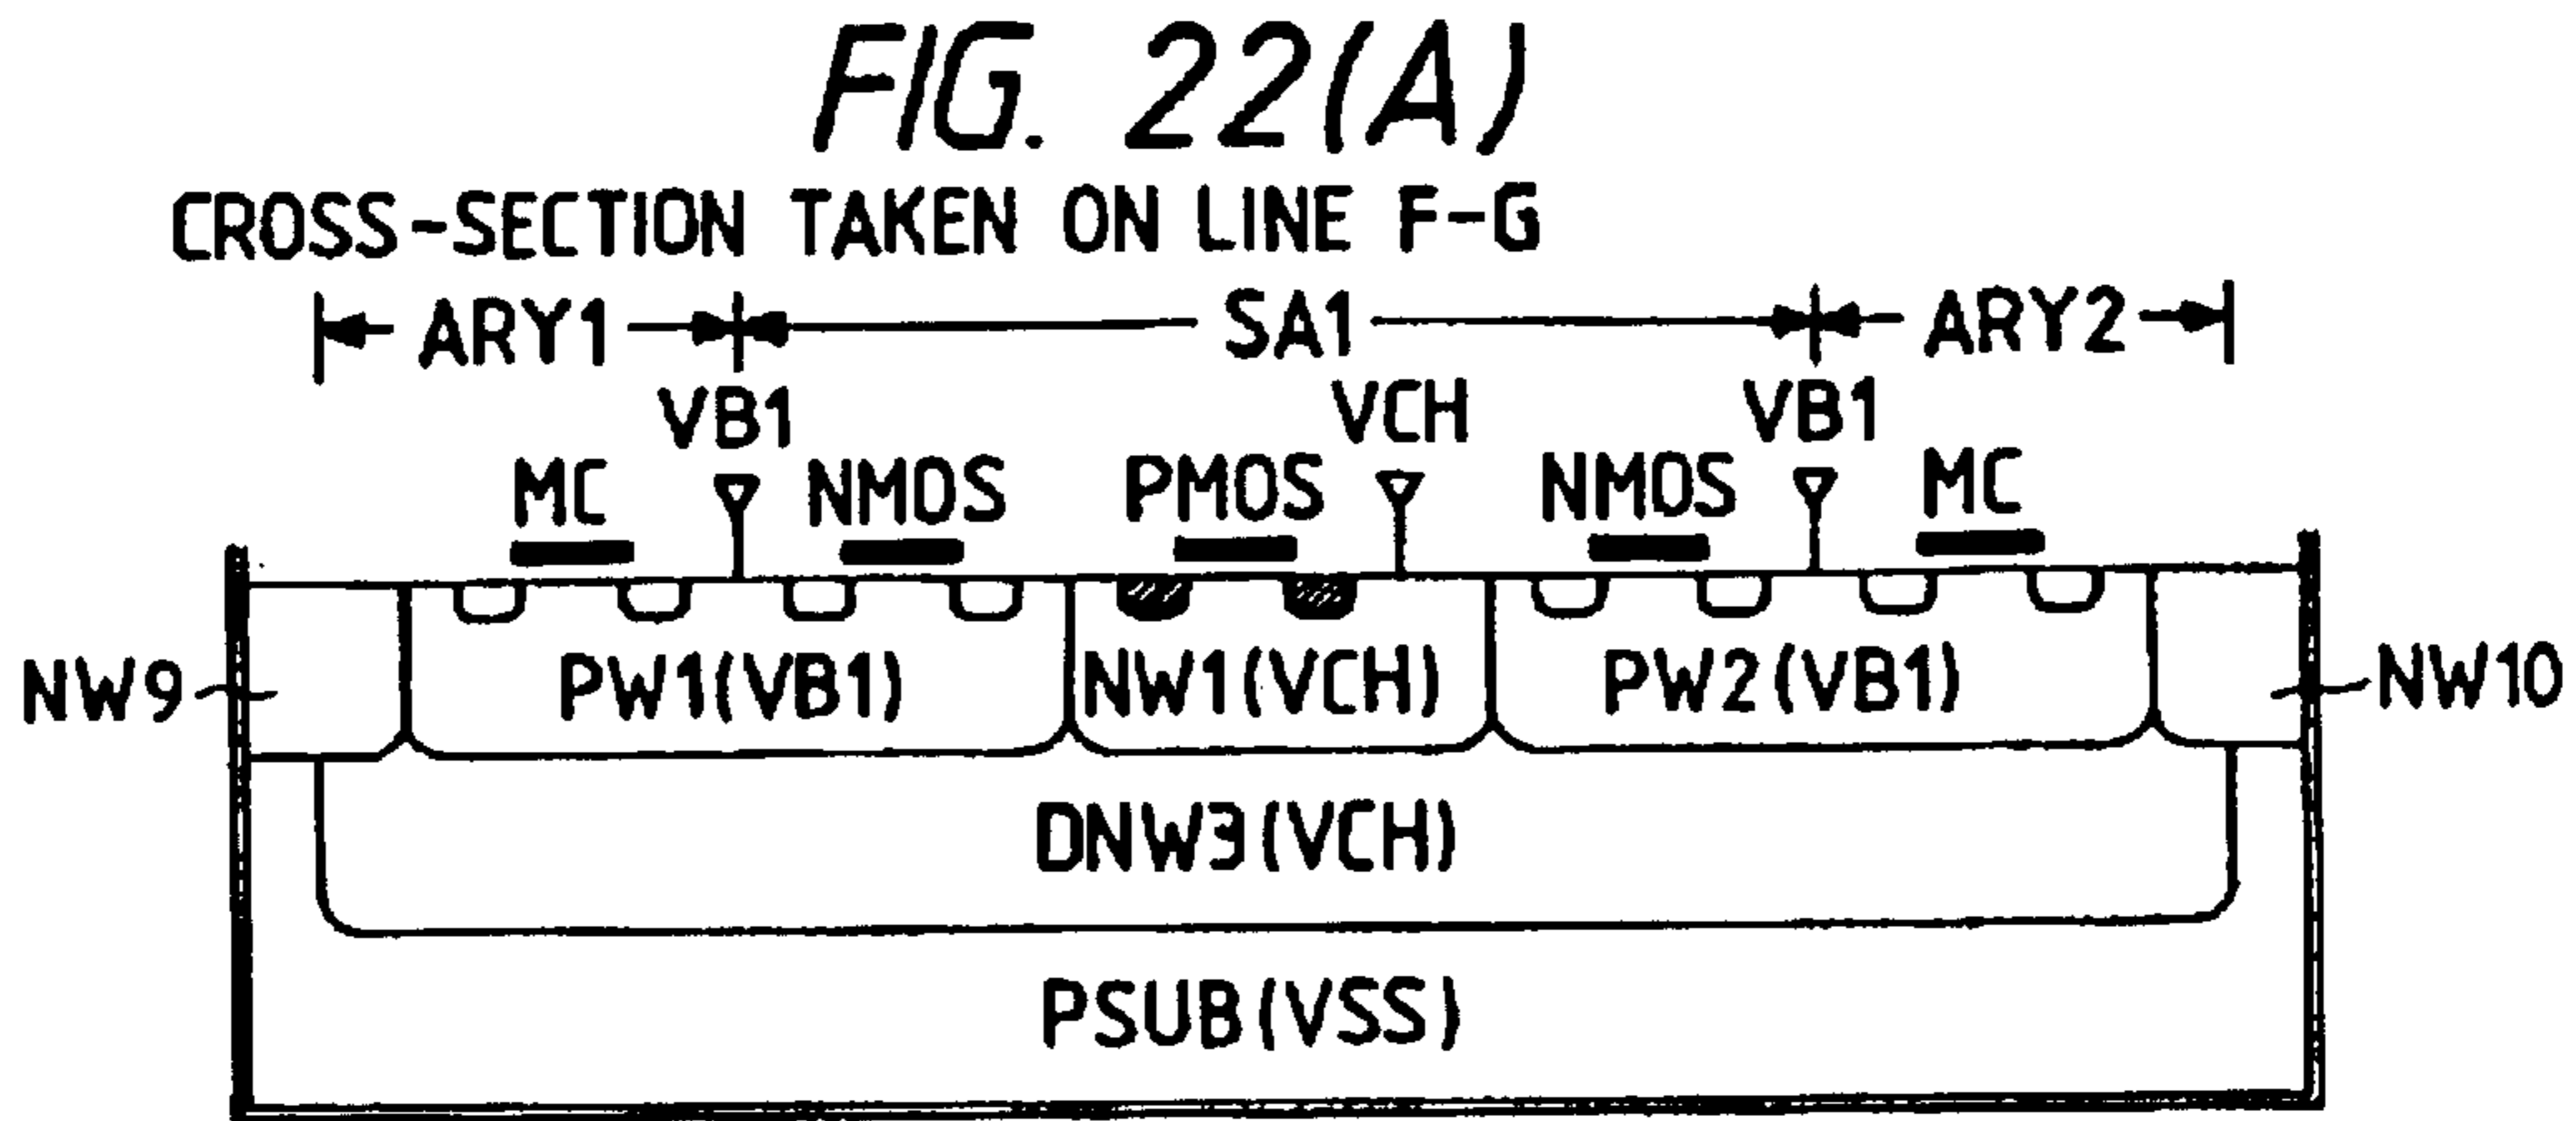 FIG. 22(A)
CROSS-SECTION TAKEN ON LINE F-G
ARY1 SA1 ARY2
VB1 VCH VB1
MC NMOS PMOS NMOS MC
NW9 PW1(VB1) NW1(VCH) PW2(VB1) NW10
DNW3(VCH)
PSUB(VSS)